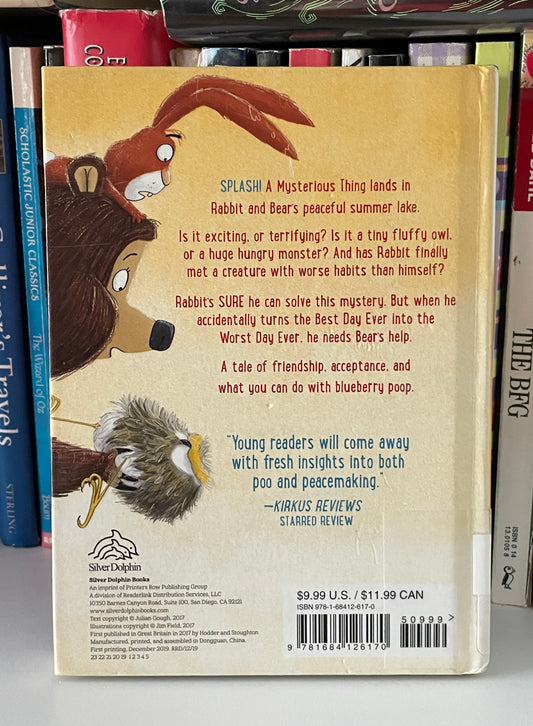 SPLASH! A Mysterious Thing lands in
Rabbit and Bear's peaceful summer lake.
Is it exciting, or terrifying? Is it a tiny fluffy owl,
or a huge hungry monster? And has Rabbit finally
met a creature with worse habits than himself?
Rabbit's SURE he can solve this mystery. But when he
accidentally turns the Best Day Ever into the
Worst Day Ever, he needs Bear's help.
A tale of friendship, acceptance, and
what you can do with blueberry poop.
"Young readers will come away
with fresh insights into both
poo and peacemaking."
—KIRKUS REVIEWS
STARRED REVIEW
Silver Dolphin
Silver Dolphin Books
An imprint of Printers Row Publishing Group
A division of Readerlink Distribution Services, LLC
10350 Barnes Canyon Road, Suite 100, San Diego, CA 92121
www.silverdolphinbooks.com
Text copyright © Julian Gough, 2017
Illustrations copyright © Jim Field, 2017
First published in Great Britain in 2017 by Hodder and Stoughton
Manufactured, printed, and assembled in Dongguan, China.
First printing, December 2019. RRD/12/19
23 22 21 20 19 1 2 3 4 5
$9.99 U.S. / $11.99 CAN
ISBN 978-1-68412-617-0
50999>
9 781684 126170
SCHOLASTIC JUNIOR CLASSICS
The Wizard of Oz
Baum
's Travels
STERLING
THE BFG
ISBN 0 14